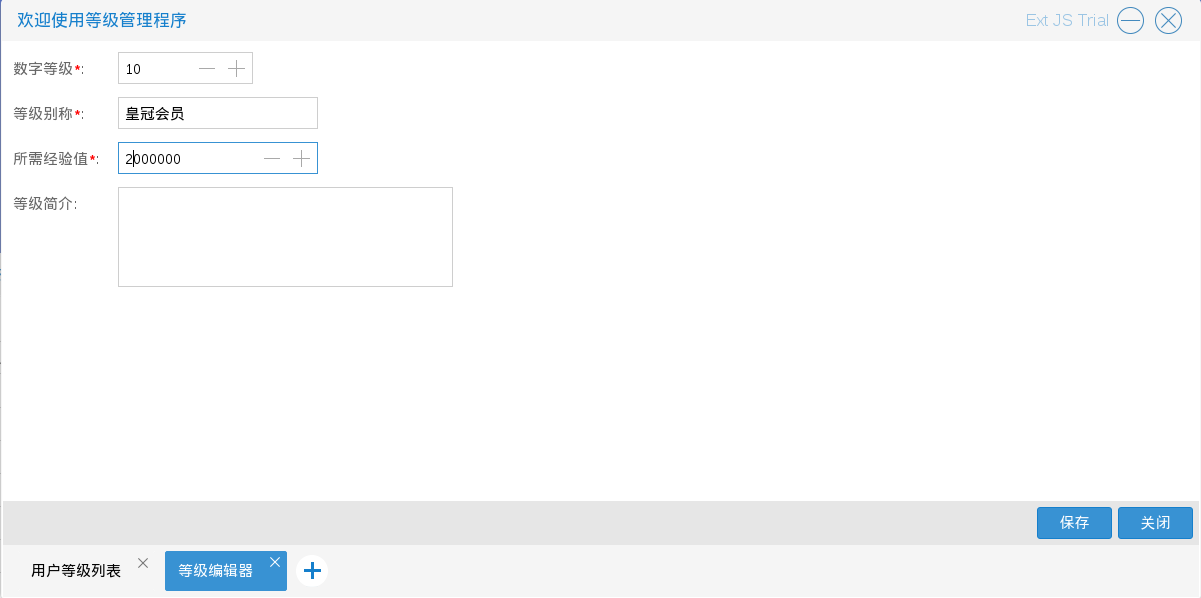 欢迎使用等级管理程序
Ext JS Trial
数字等级*: 10
等级别称*: 皇冠会员
所需经验值*: 2000000
等级简介:
保存 关闭
用户等级列表 等级编辑器